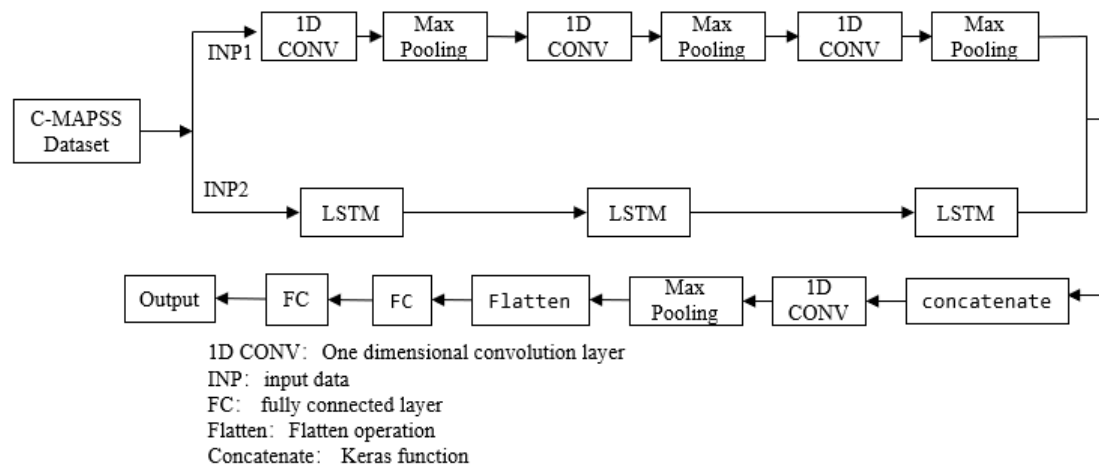 1D
CONV
Max
Pooling
1D
CONV
Max
Pooling
1D
CONV
Max
Pooling
INP1
C-MAPSS
Dataset
INP2
LSTM
LSTM
LSTM
Output
FC
FC
Flatten
Max
Pooling
1D
CONV
concatenate
1D CONV： One dimensional convolution layer
INP： input data
FC： fully connected layer
Flatten： Flatten operation
Concatenate： Keras function